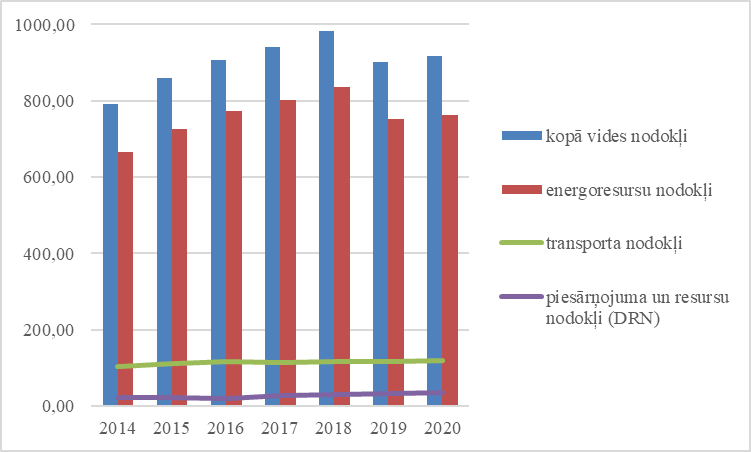 1000,00
800,00
600,00
400,00
200,00
0,00
2014 2015 2016 2017 2018 2019 2020
kopā vides nodokļi
energoresursu nodokļi
transporta nodokļi
piesārņojuma un resursu
nodokļi (DRN)